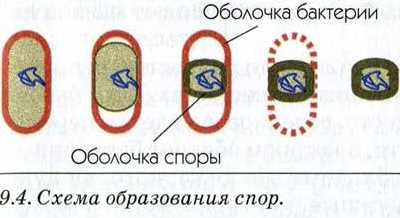 Оболочка бактерии
Оболочка споры
9.4. Схема образования спор.